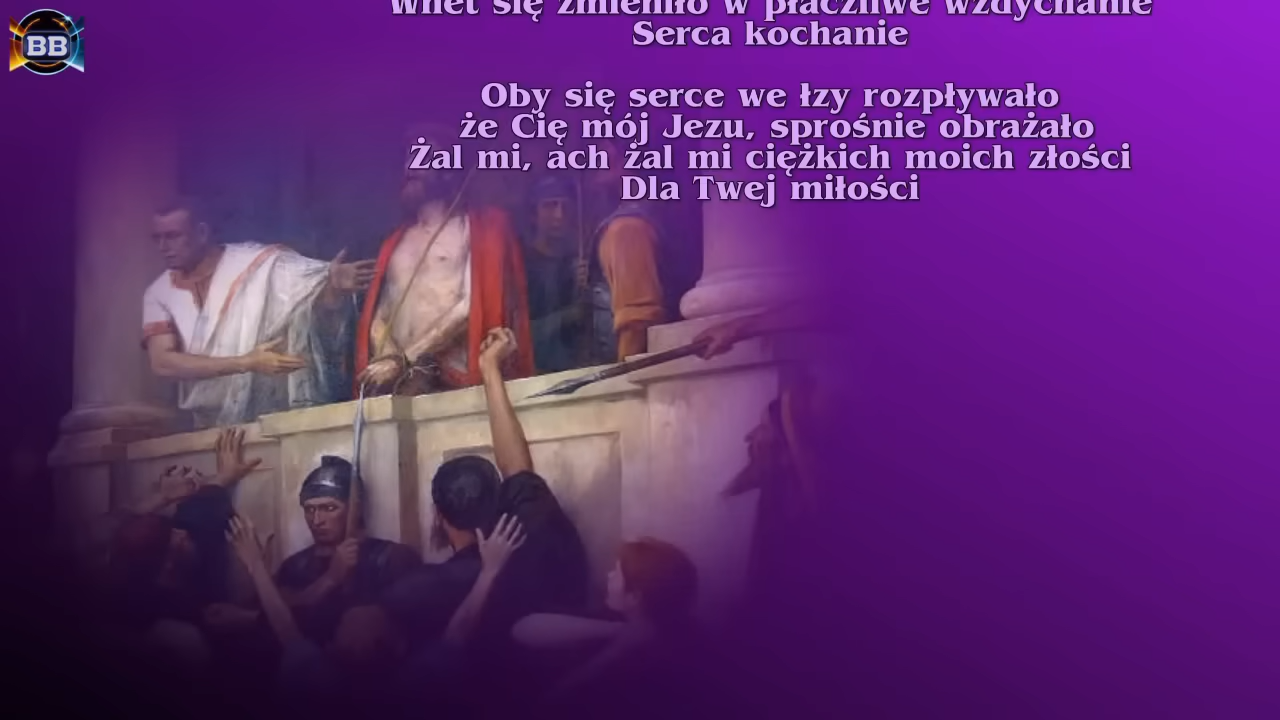 BB
Wnet się zmieniło w płaczliwe wzdychanie
Serca kochanie
Oby się serce we łzy rozpływało
że Cię mój Jezu, sprośnie obrażało
Żal mi, ach żal mi ciężkich moich złości
Dla Twej miłości